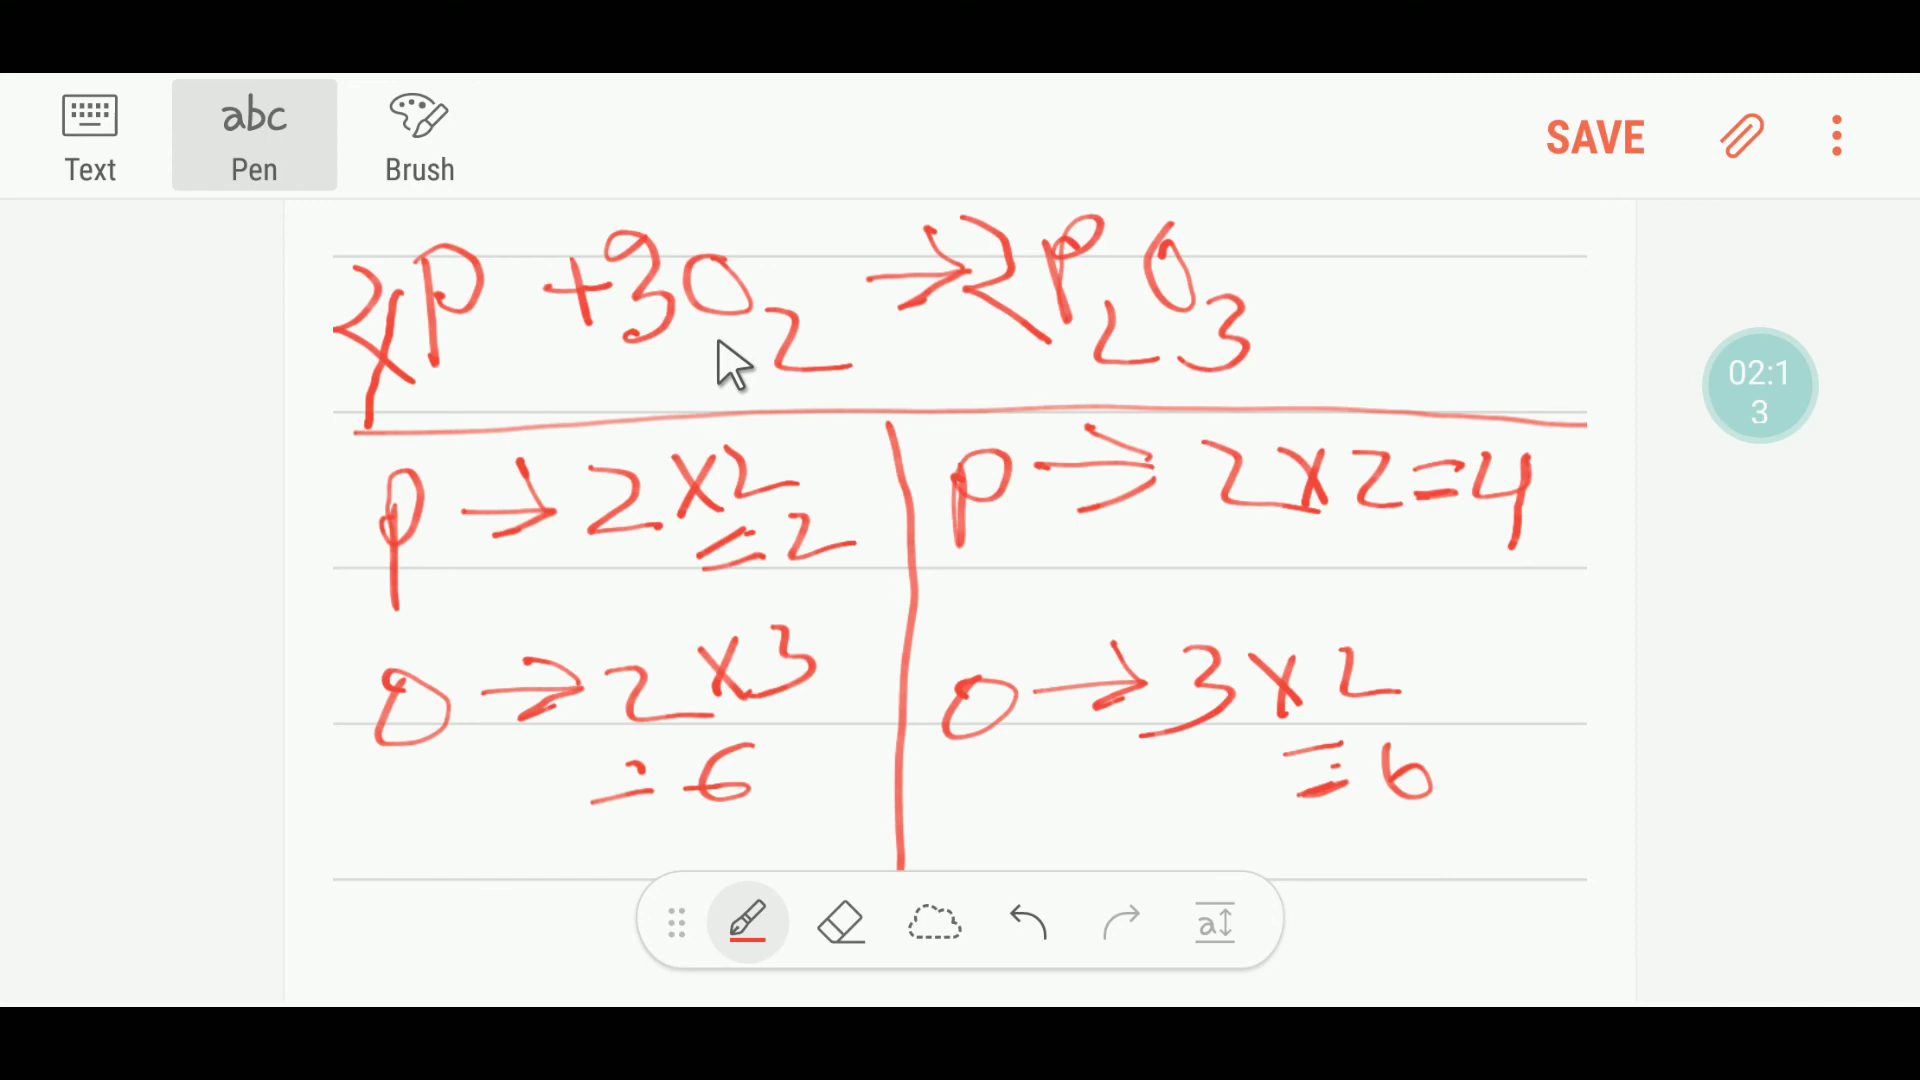 Text
abc
Pen
Brush
SAVE
P + 3O2 → 2P2O3
02:1
3
P → 2 × 2
= 2
P → 2 × 2 = 4
O → 2 × 3
= 6
O → 3 × 2
= 6
a